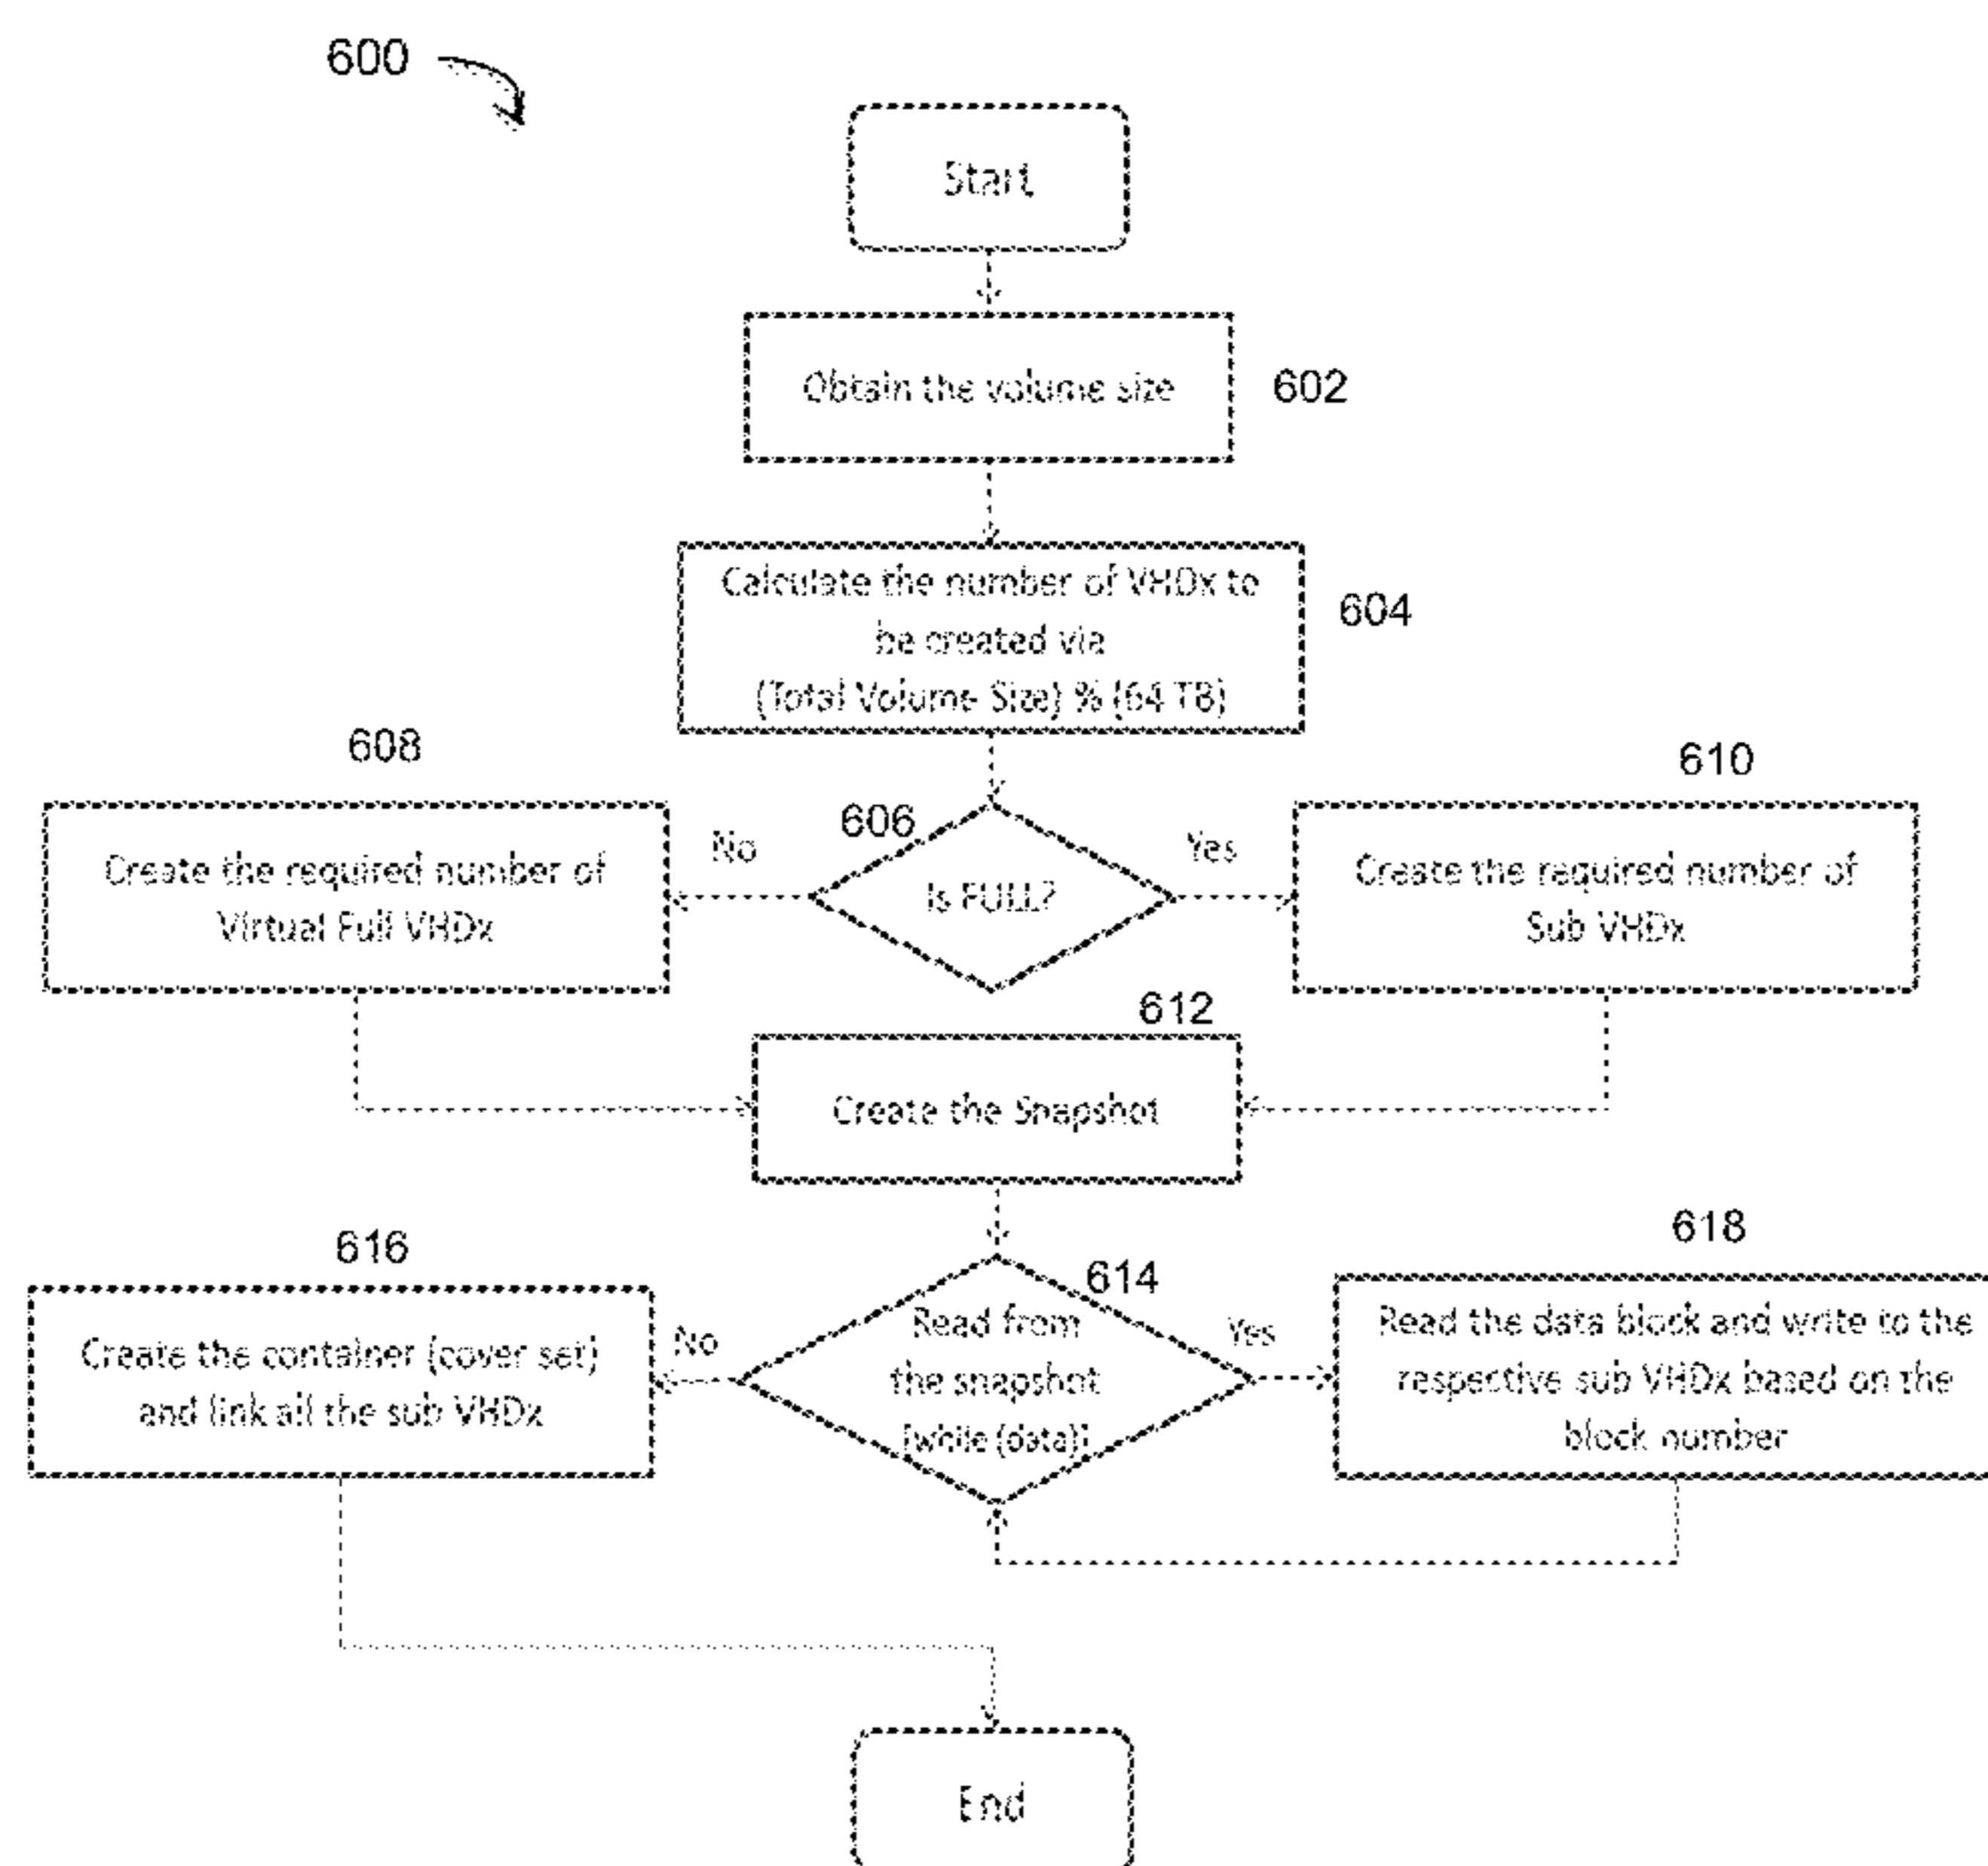 600
Start
Obtain the volume size
602
Calculate the number of VHDx to
be created via
(Total Volume Size) % (64 TB)
604
608
610
606
No
Yes
Create the required number of
Virtual Full VHDx
Is FULL?
Create the required number of
Sub VHDx
612
Create the Snapshot
616
618
614
No
Yes
Create the container (cover set)
and link all the sub VHDx
Read from
the snapshot
[while (data)]
Read the data block and write to the
respective sub VHDx based on the
block number
End